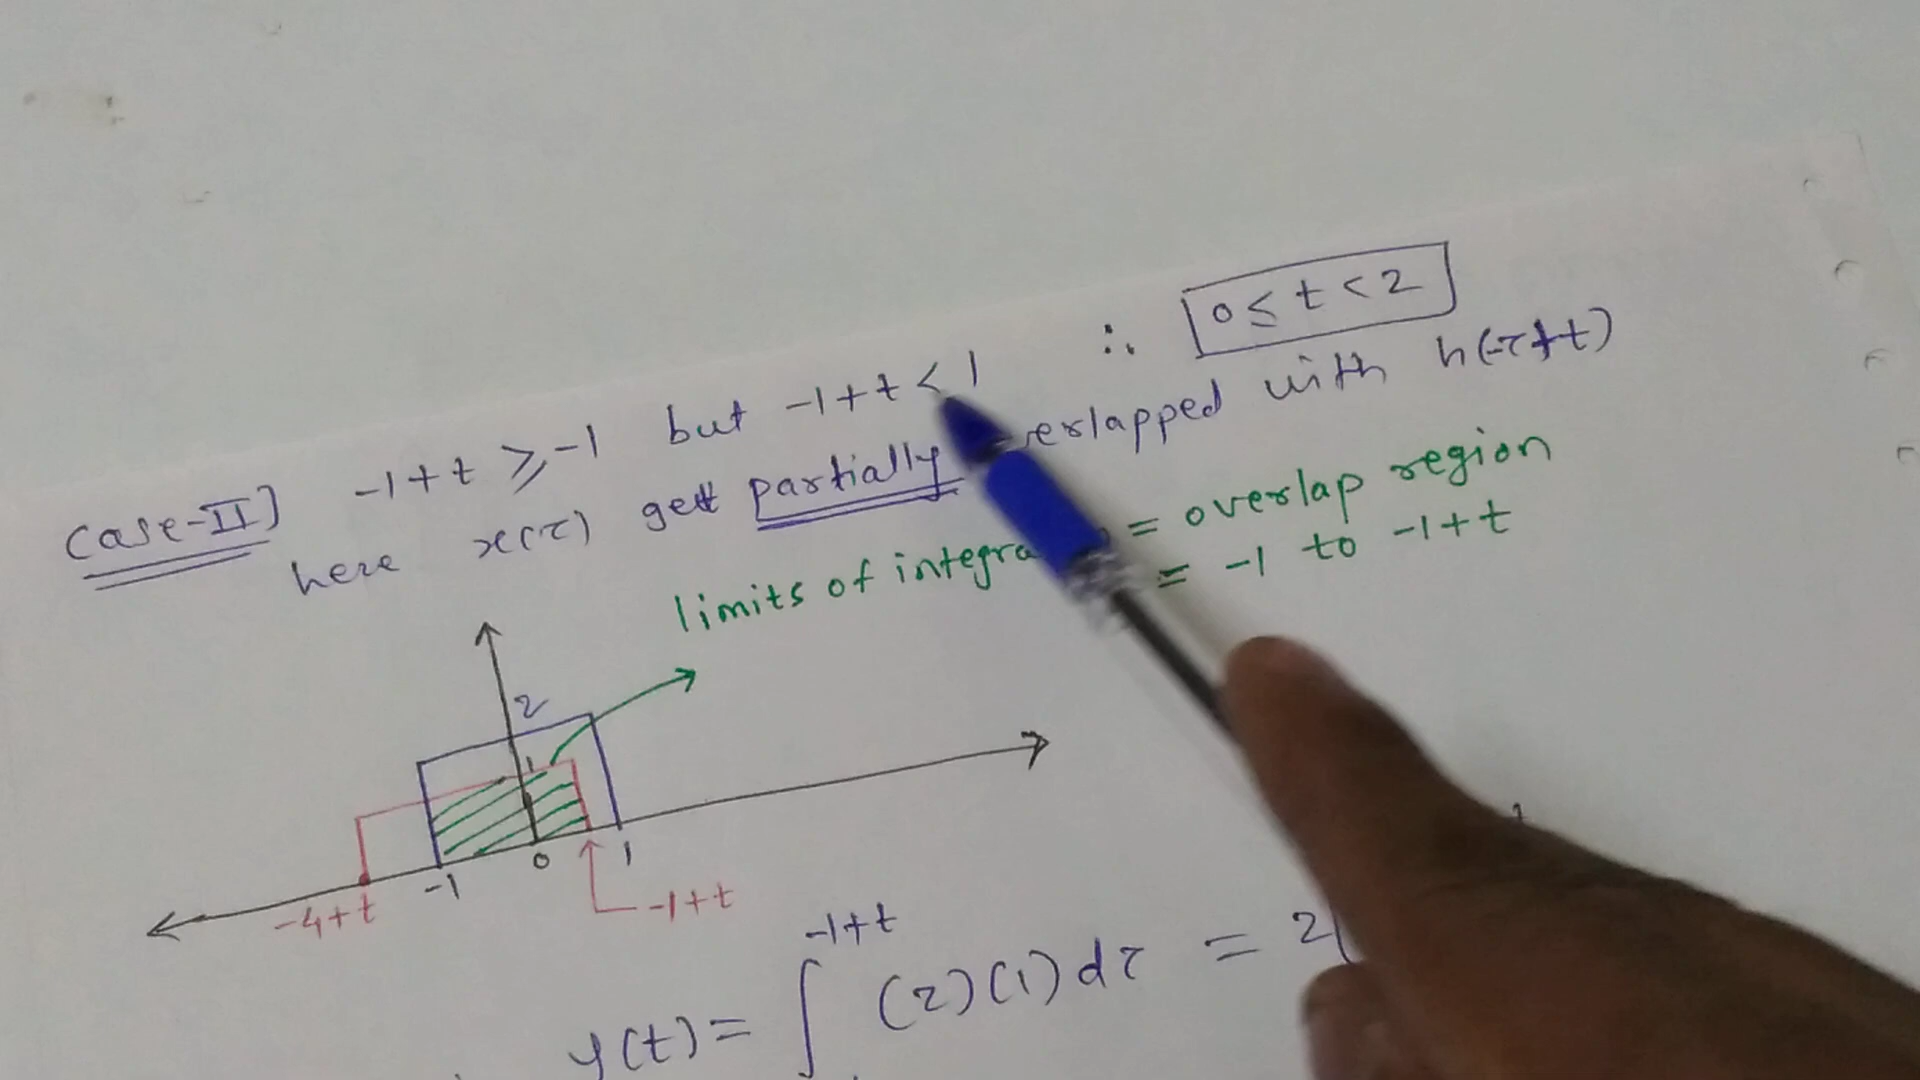 Case-II] -1+t ≥ -1 but -1+t < 1 ∴ 0 ≤ t < 2
here x(τ) get partially overlapped with h(-τ+t)
limits of integra = overlap region
= -1 to -1+t
2
1
-1 0 1
-4+t -1+t
-1+t
y(t) = ∫ (2)(1)dτ = 2(